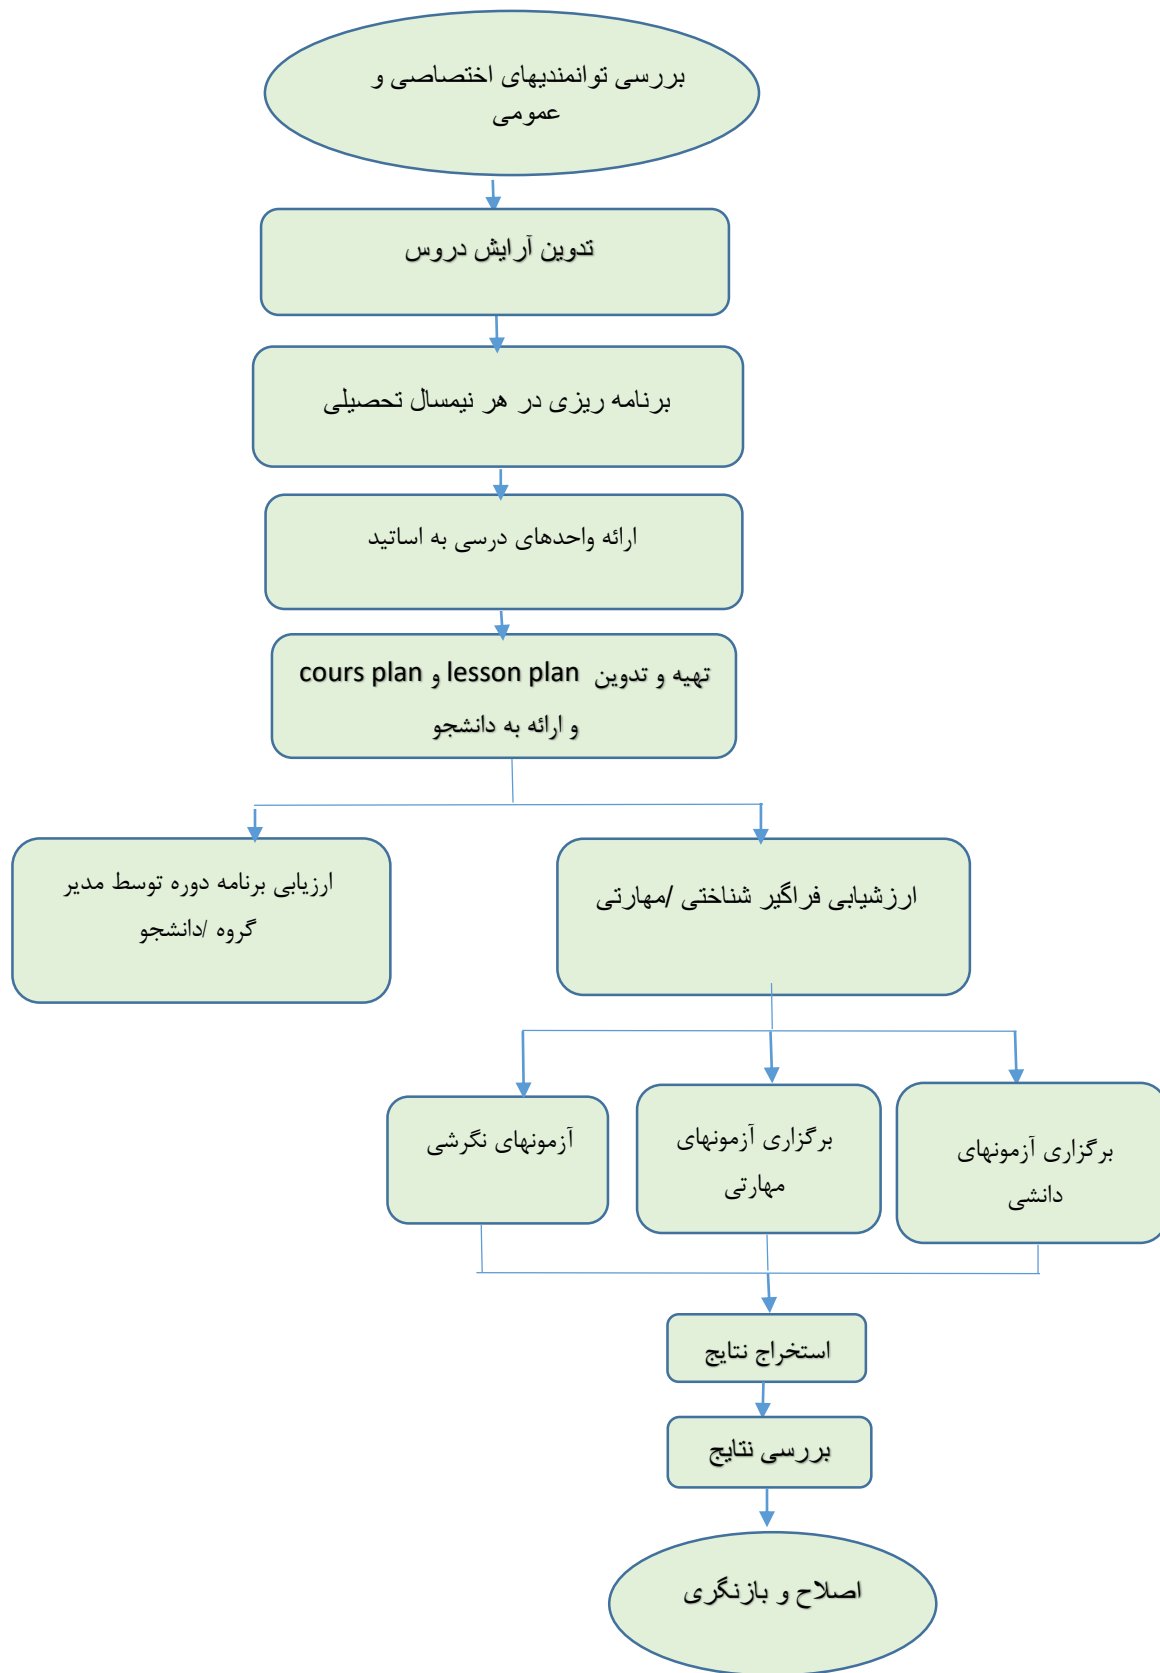 بررسی توانمندیهای اختصاصی و
عمومی
تدوین آرایش دروس
برنامه ریزی در هر نیمسال تحصیلی
ارائه واحدهای درسی به اساتید
تهیه و تدوین lesson plan و cours plan
و ارائه به دانشجو
ارزشیابی فراگیر شناختی /مهارتی
ارزیابی برنامه دوره توسط مدیر
گروه /دانشجو
برگزاری آزمونهای
دانشی
برگزاری آزمونهای
مهارتی
آزمونهای نگرشی
استخراج نتایج
بررسی نتایج
اصلاح و بازنگری